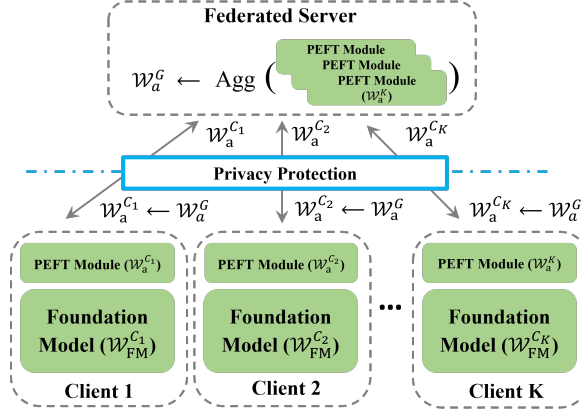 Federated Server
𝒲_a^G ← Agg (
PEFT Module
PEFT Module
PEFT Module
(𝒲_a^K)
)
𝒲_a^{C_1} 𝒲_a^{C_2} 𝒲_a^{C_K}
Privacy Protection
𝒲_a^{C_1} ← 𝒲_a^G 𝒲_a^{C_2} ← 𝒲_a^G 𝒲_a^{C_K} ← 𝒲_a^G
PEFT Module (𝒲_a^{C_1})
Foundation
Model (𝒲_FM^{C_1})
Client 1
PEFT Module (𝒲_a^{C_2})
Foundation
Model (𝒲_FM^{C_2})
Client 2
...
PEFT Module (𝒲_a^K)
Foundation
Model (𝒲_FM^{C_K})
Client K